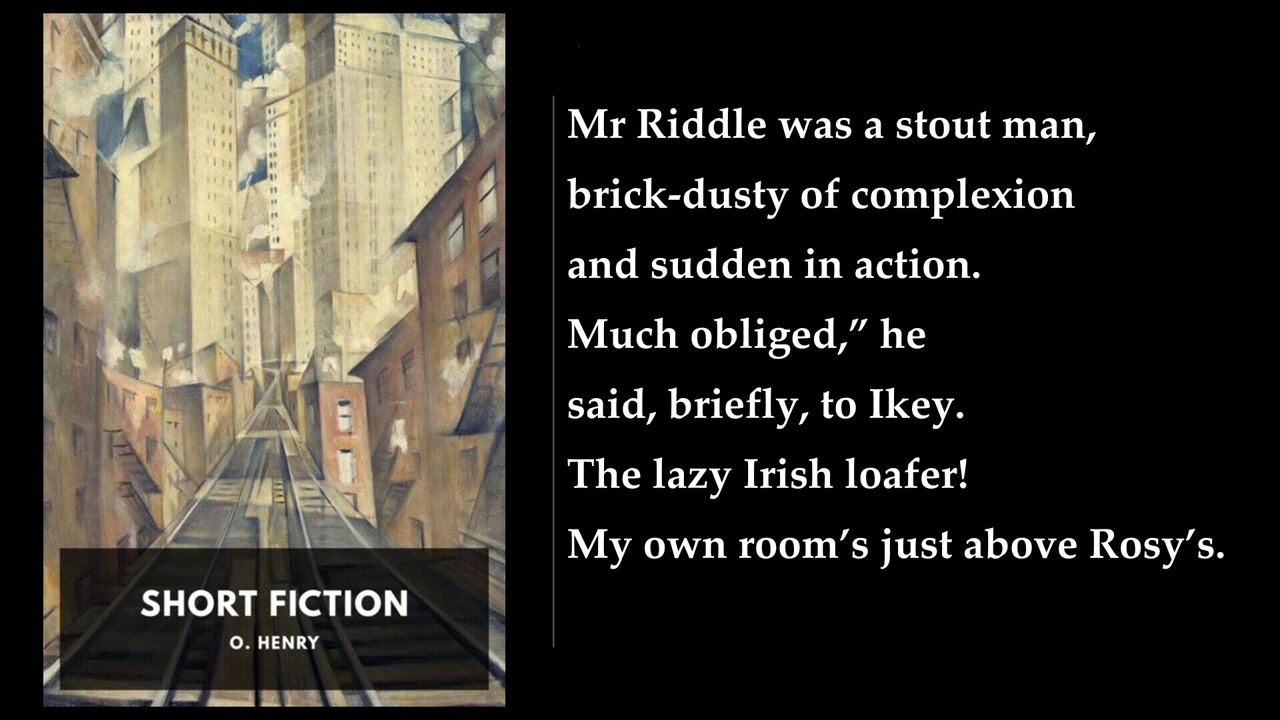 SHORT FICTION
O. HENRY
Mr Riddle was a stout man,
brick-dusty of complexion
and sudden in action.
Much obliged,” he
said, briefly, to Ikey.
The lazy Irish loafer!
My own room’s just above Rosy’s.